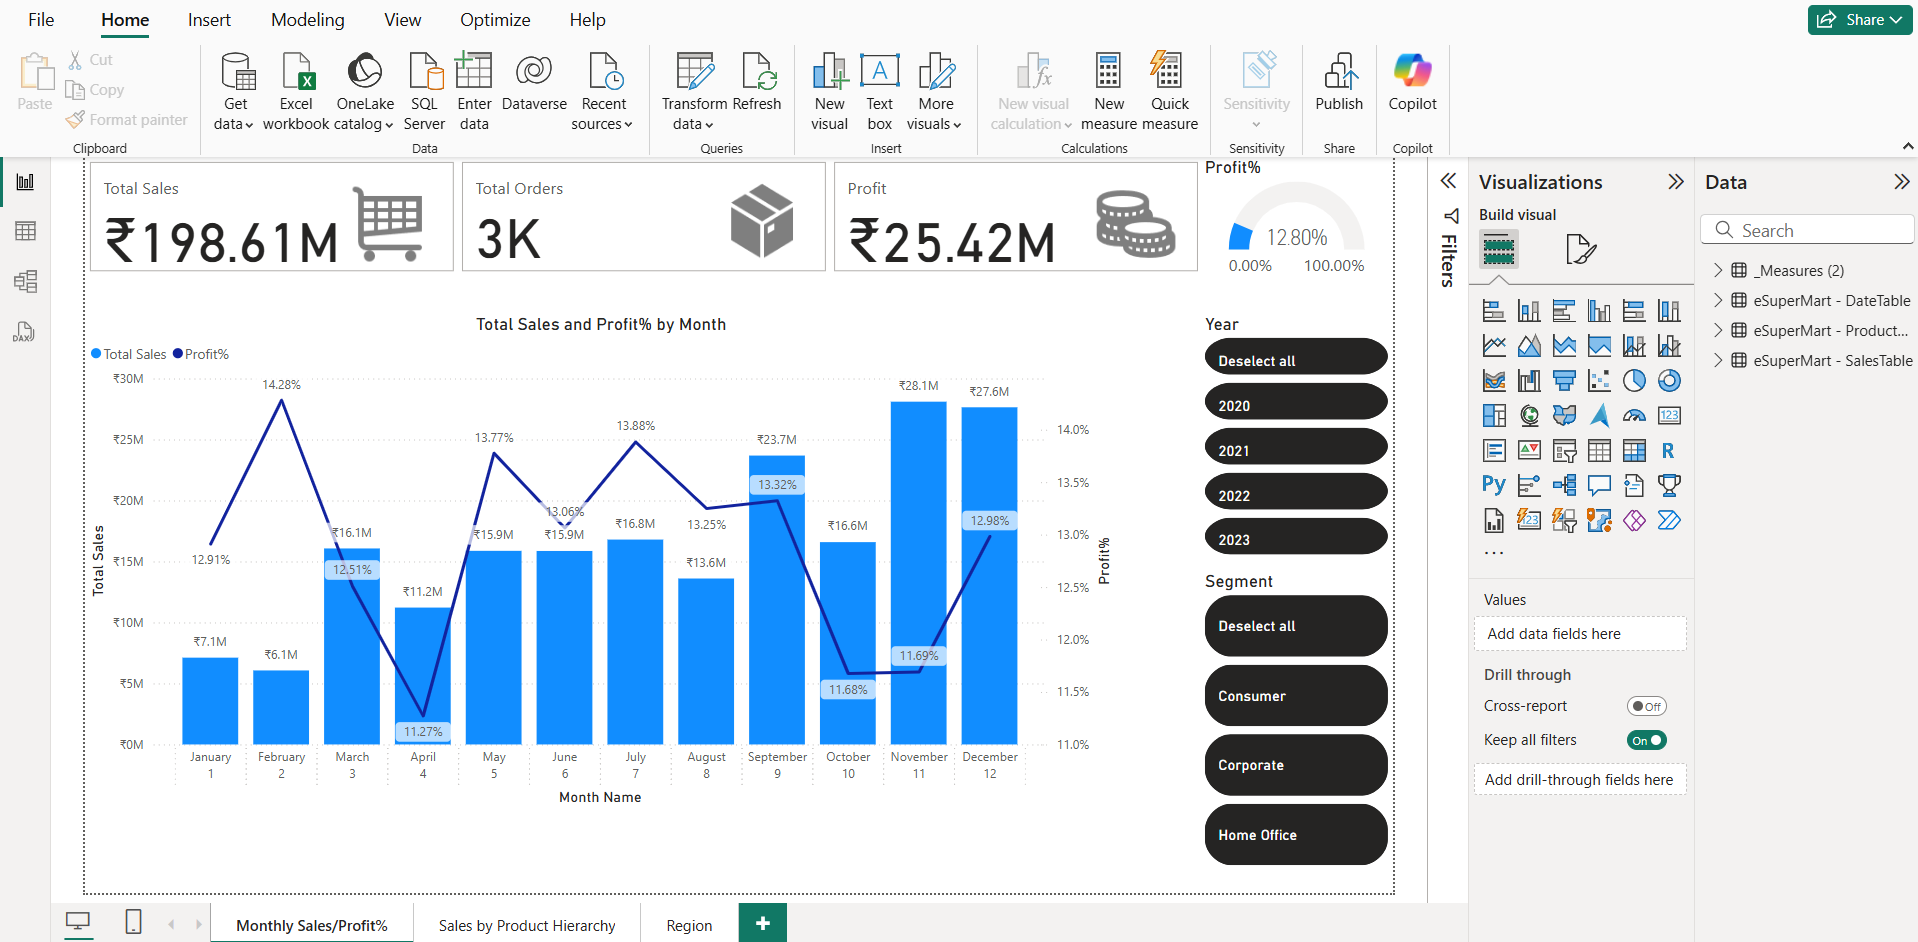 File Home Insert Modeling View Optimize Help
Share
Paste
Cut
Copy
Format painter
Clipboard
Get data
Excel workbook
OneLake catalog
SQL Server
Enter data
Dataverse
Recent sources
Data
Transform data
Refresh
Queries
New visual
Text box
More visuals
Insert
New visual calculation
New measure
Quick measure
Calculations
Sensitivity
Sensitivity
Publish
Share
Copilot
Copilot
Total Sales
₹198.61M
Total Orders
3K
Profit
₹25.42M
Profit%
12.80%
0.00% 100.00%
Total Sales and Profit% by Month
Total Sales Profit%
Total Sales
₹30M
₹25M
₹20M
₹15M
₹10M
₹5M
₹0M
₹7.1M
₹6.1M
₹16.1M
₹11.2M
₹15.9M
₹15.9M
₹16.8M
₹13.6M
₹23.7M
₹16.6M
₹28.1M
₹27.6M
12.91%
14.28%
12.51%
11.27%
13.77%
13.06%
13.88%
13.25%
13.32%
11.68%
11.69%
12.98%
14.0%
13.5%
13.0%
12.5%
12.0%
11.5%
11.0%
Profit%
January February March April May June July August September October November December
1 2 3 4 5 6 7 8 9 10 11 12
Month Name
Year
Deselect all
2020
2021
2022
2023
Segment
Deselect all
Consumer
Corporate
Home Office
Filters
Visualizations
Build visual
123
R
Py
123
...
Values
Add data fields here
Drill through
Cross-report Off
Keep all filters On
Add drill-through fields here
Data
Search
_Measures (2)
eSuperMart - DateTable
eSuperMart - Product...
eSuperMart - SalesTable
DAX
A
fx
X
Monthly Sales/Profit% Sales by Product Hierarchy Region +